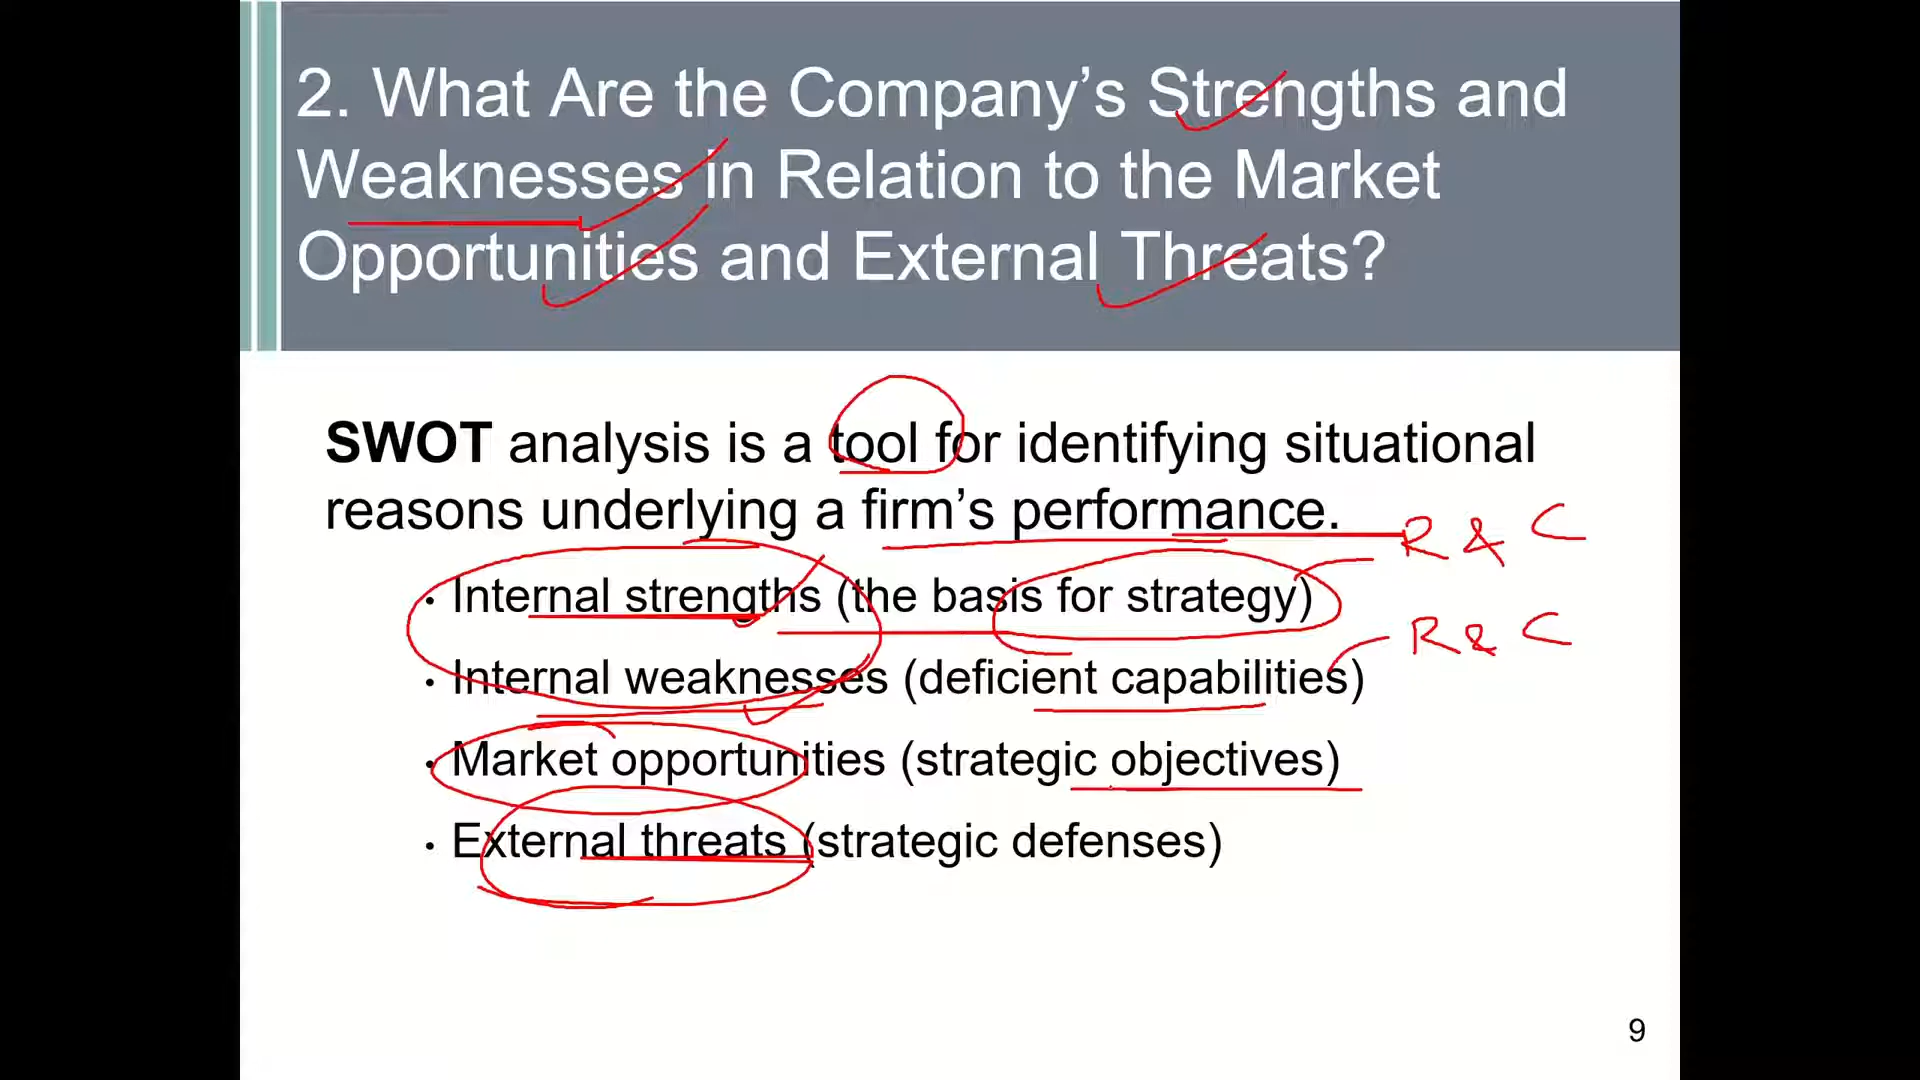 2. What Are the Company’s Strengths and
Weaknesses in Relation to the Market
Opportunities and External Threats?
SWOT analysis is a tool for identifying situational
reasons underlying a firm’s performance.
R & C
• Internal strengths (the basis for strategy)
R & C
• Internal weaknesses (deficient capabilities)
• Market opportunities (strategic objectives)
• External threats (strategic defenses)
9